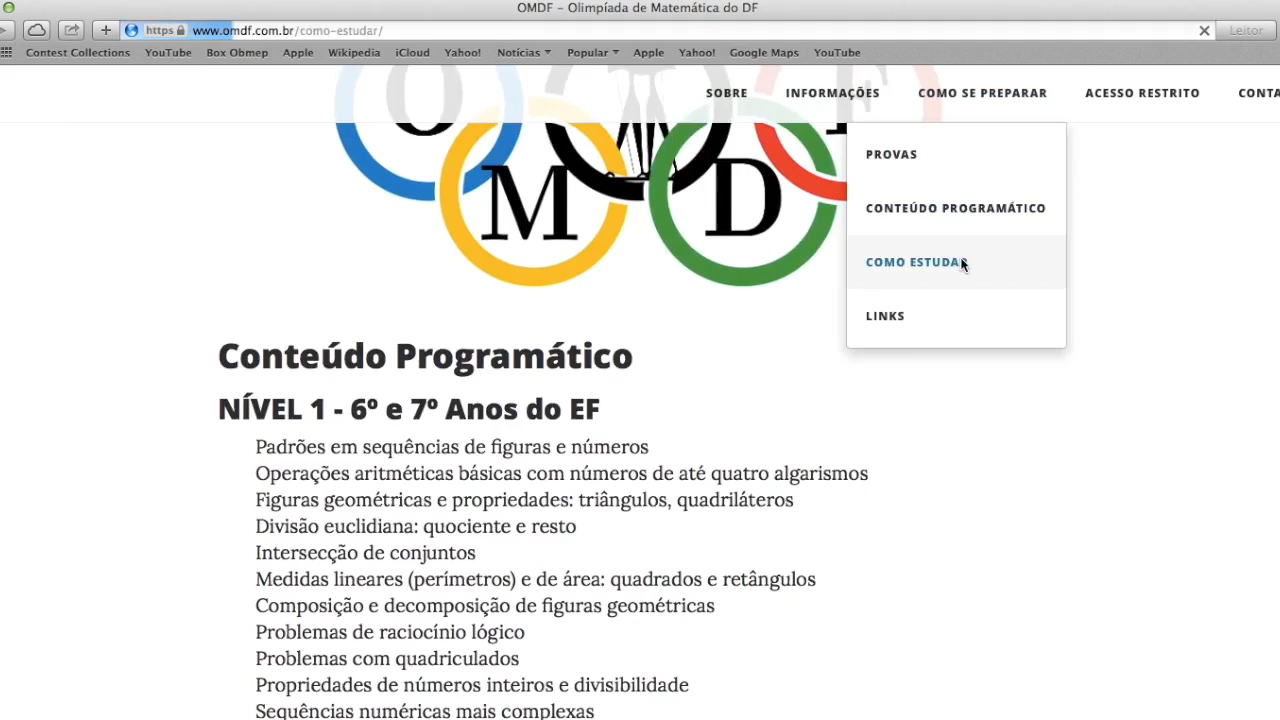 OMDF – Olimpíada de Matemática do DF
https www.omdf.com.br/como-estudar/ Leitor
Contest Collections YouTube Box Obmep Apple Wikipedia iCloud Yahoo! Notícias Popular Apple Yahoo! Google Maps YouTube
SOBRE INFORMAÇÕES COMO SE PREPARAR ACESSO RESTRITO CONTA
O F
M D
PROVAS
CONTEÚDO PROGRAMÁTICO
COMO ESTUDAR
LINKS
Conteúdo Programático
NÍVEL 1 - 6º e 7º Anos do EF
Padrões em sequências de figuras e números
Operações aritméticas básicas com números de até quatro algarismos
Figuras geométricas e propriedades: triângulos, quadriláteros
Divisão euclidiana: quociente e resto
Intersecção de conjuntos
Medidas lineares (perímetros) e de área: quadrados e retângulos
Composição e decomposição de figuras geométricas
Problemas de raciocínio lógico
Problemas com quadriculados
Propriedades de números inteiros e divisibilidade
Sequências numéricas mais complexas